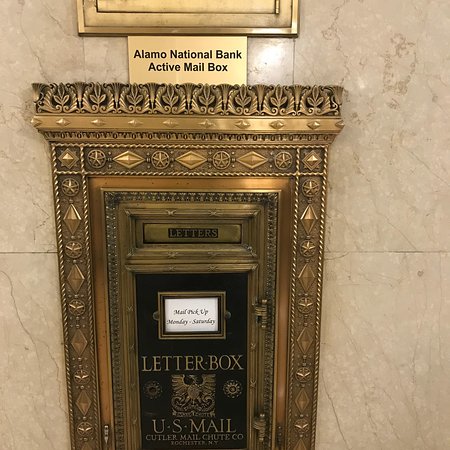 Alamo National Bank
Active Mail Box
LETTERS
Mail Pick Up
Monday - Saturday
LETTER·BOX
U·S·MAIL
CUTLER MAIL CHUTE CO
ROCHESTER, N.Y.